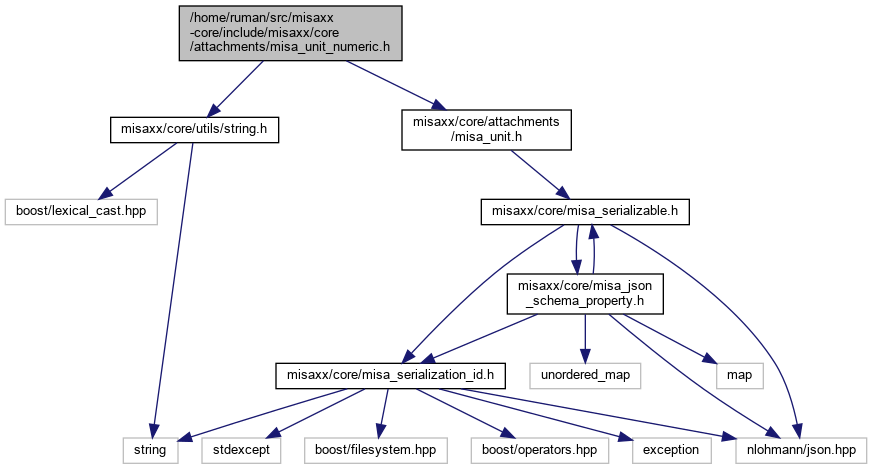 /home/ruman/src/misaxx
-core/include/misaxx/core
/attachments/misa_unit_numeric.h
misaxx/core/utils/string.h
misaxx/core/attachments
/misa_unit.h
boost/lexical_cast.hpp
misaxx/core/misa_serializable.h
misaxx/core/misa_json
_schema_property.h
misaxx/core/misa_serialization_id.h
unordered_map
map
string
stdexcept
boost/filesystem.hpp
boost/operators.hpp
exception
nlohmann/json.hpp